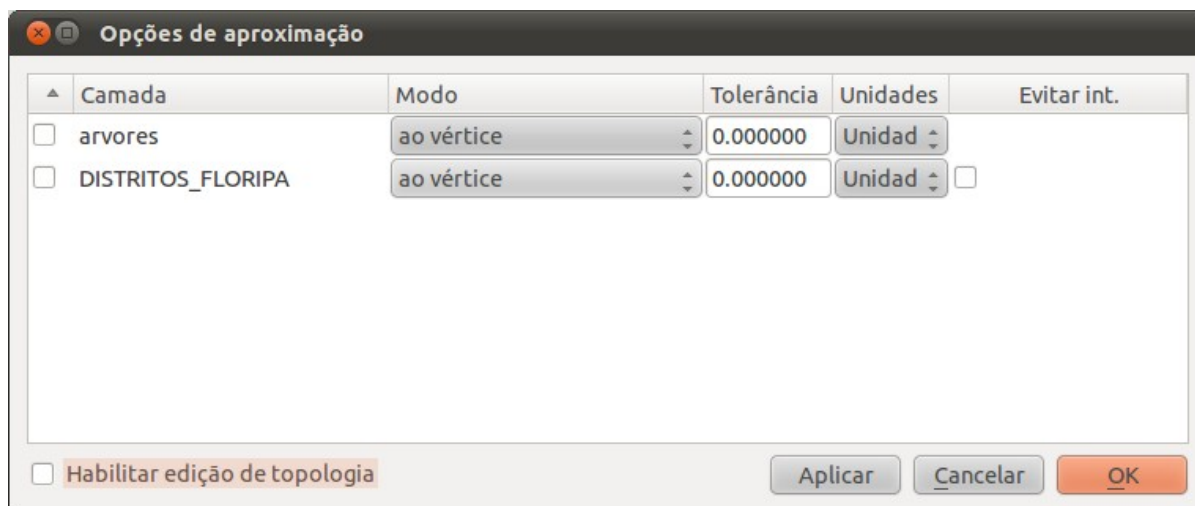 Opções de aproximação
Camada Modo Tolerância Unidades Evitar int.
arvores ao vértice 0.000000 Unidad
DISTRITOS_FLORIPA ao vértice 0.000000 Unidad
Habilitar edição de topologia Aplicar Cancelar OK